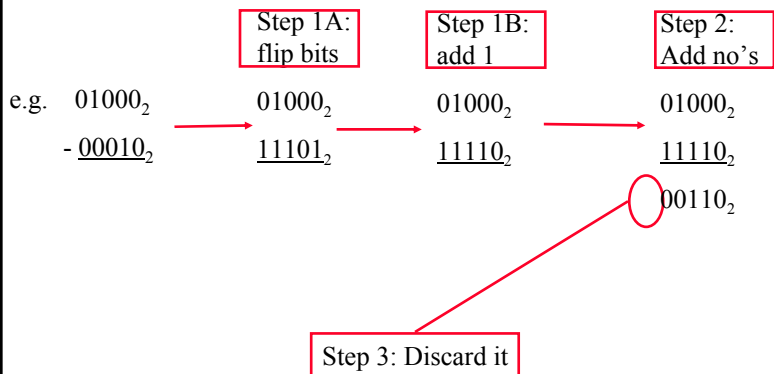 Step 1A:
flip bits
Step 1B:
add 1
Step 2:
Add no's
e.g. 01000₂ 01000₂ 01000₂ 01000₂
- 00010₂ 11101₂ 11110₂ 11110₂
00110₂
Step 3: Discard it